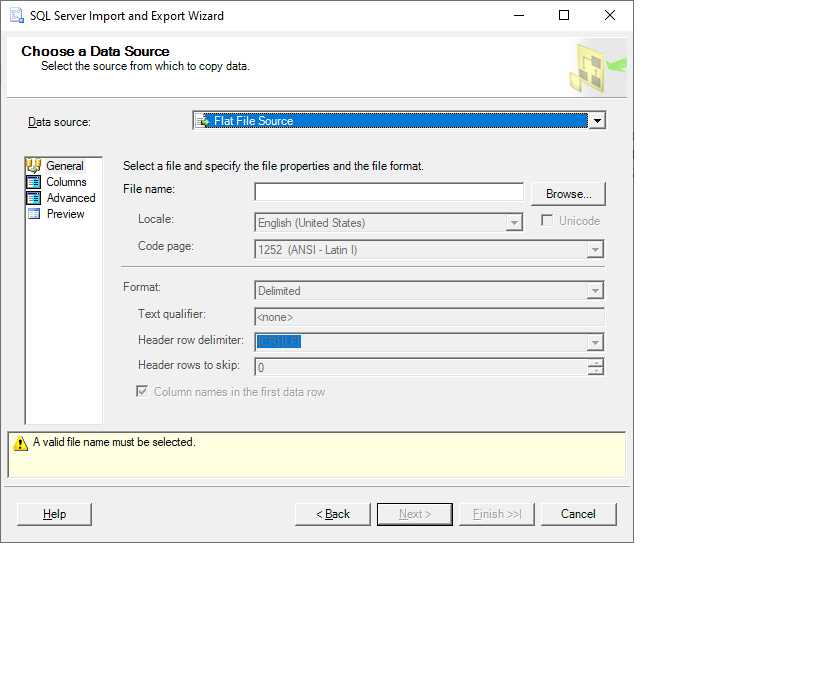 SQL Server Import and Export Wizard
Choose a Data Source
Select the source from which to copy data.
Data source: Flat File Source
General
Columns
Advanced
Preview
Select a file and specify the file properties and the file format.
File name: Browse...
Locale: English (United States) Unicode
Code page: 1252 (ANSI - Latin I)
Format: Delimited
Text qualifier: <none>
Header row delimiter: {CR}{LF}
Header rows to skip: 0
Column names in the first data row
A valid file name must be selected.
Help < Back Next > Finish >>| Cancel